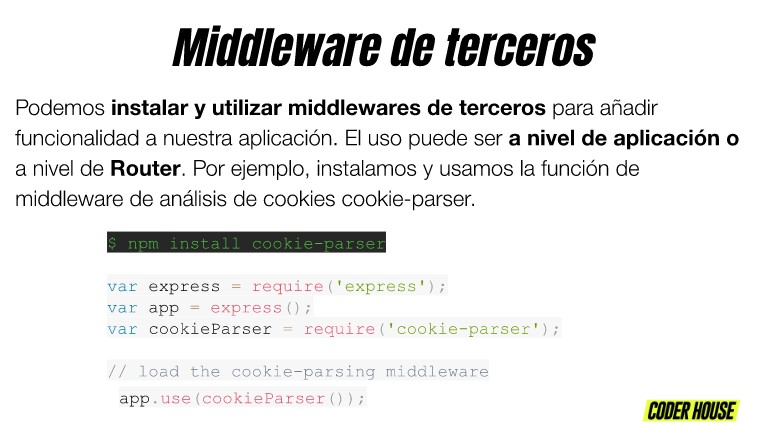 Middleware de terceros
Podemos instalar y utilizar middlewares de terceros para añadir
funcionalidad a nuestra aplicación. El uso puede ser a nivel de aplicación o
a nivel de Router. Por ejemplo, instalamos y usamos la función de
middleware de análisis de cookies cookie-parser.
$ npm install cookie-parser
var express = require('express');
var app = express();
var cookieParser = require('cookie-parser');
// load the cookie-parsing middleware
app.use(cookieParser());
CODER HOUSE